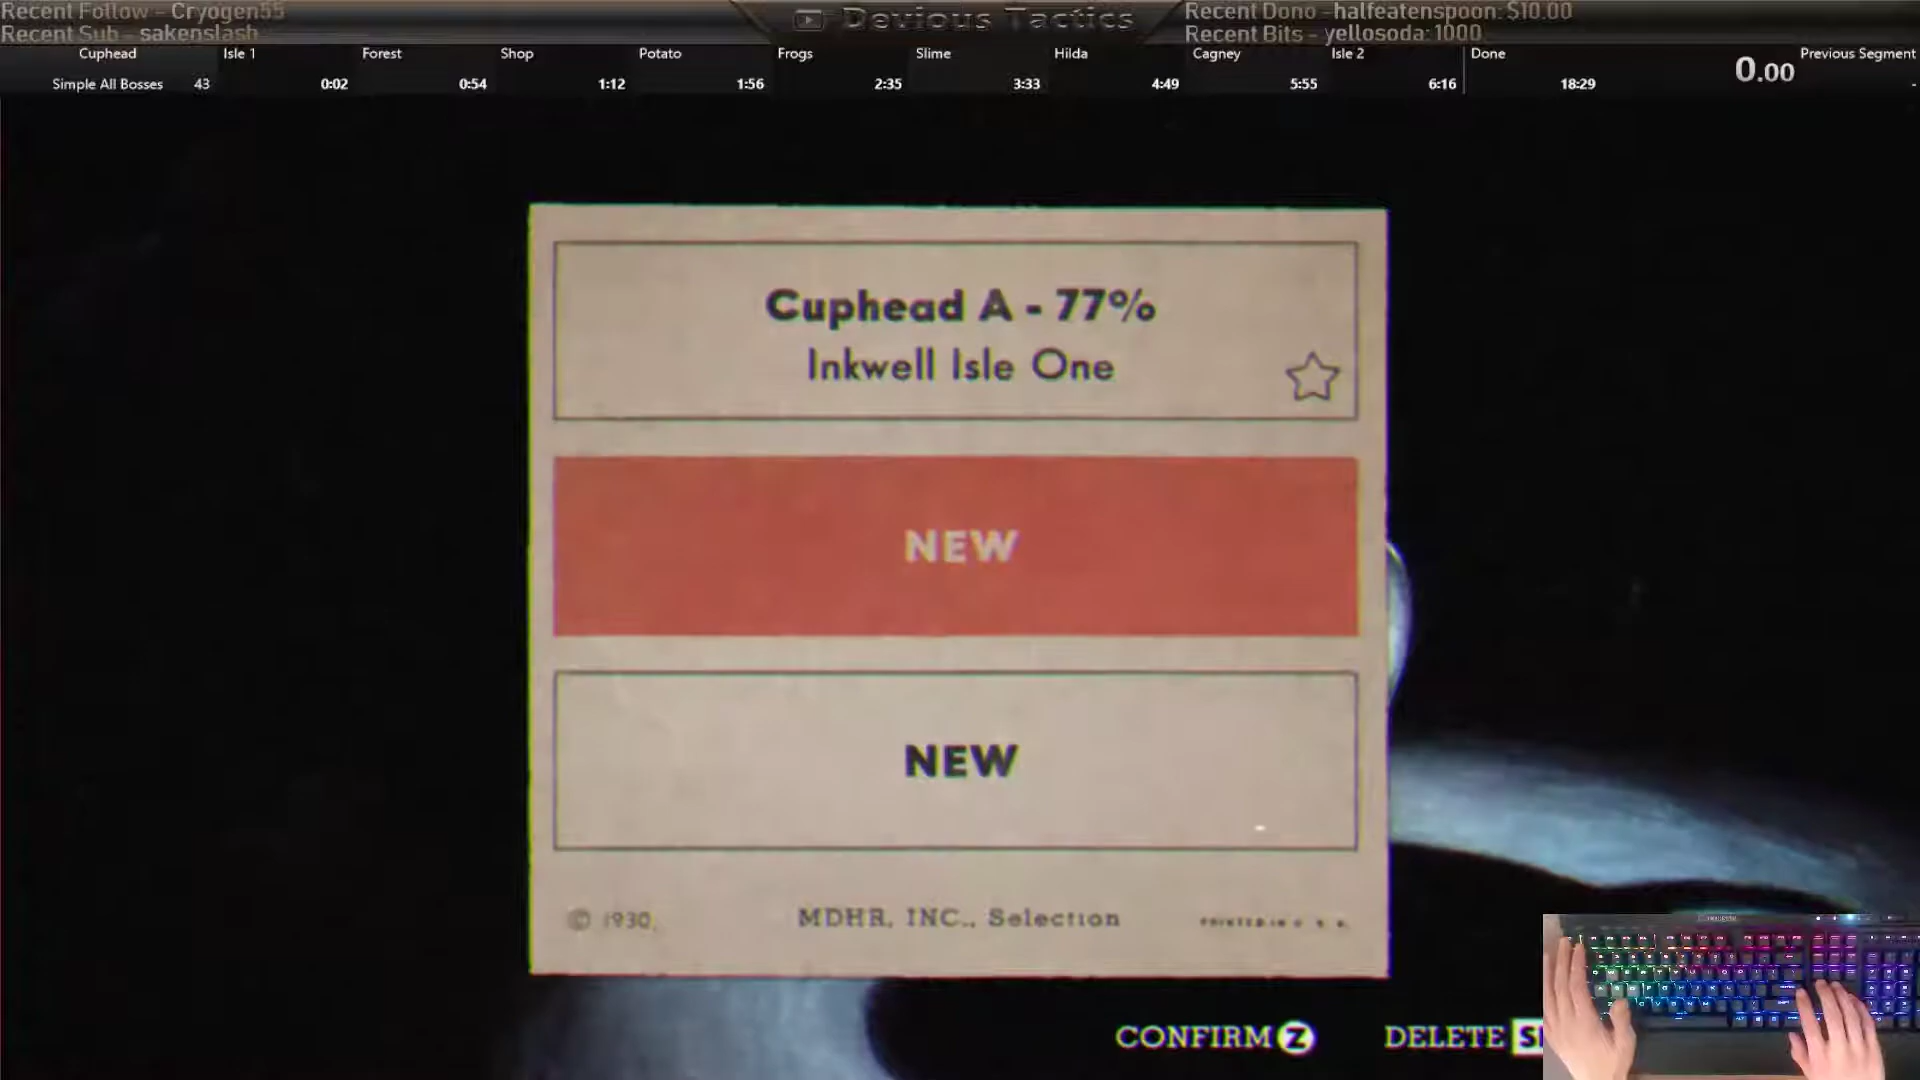 Recent Follow - Cryogen55
Recent Sub - sakenslash
Devious Tactics
Recent Dono -halfeatenspoon: $10.00
Recent Bits - yellosoda: 1000
Cuphead Isle 1 Forest Shop Potato Frogs Slime Hilda Cagney Isle 2 Done
Simple All Bosses 43 0:02 0:54 1:12 1:56 2:35 3:33 4:49 5:55 6:16 18:29
0.00
Previous Segment
-
Cuphead A - 77%
Inkwell Isle One
NEW
NEW
© 1930, MDHR, INC., Selection PRINTED IN U. S. A.
CONFIRM Z DELETE